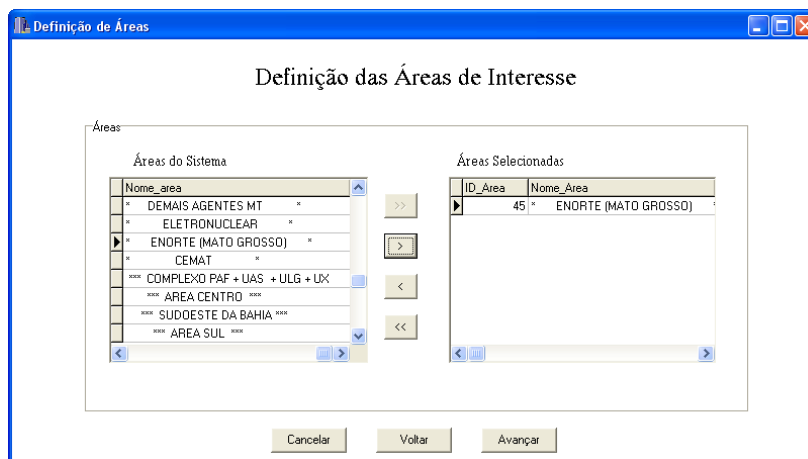 Definição de Áreas
Definição das Áreas de Interesse
Áreas
Áreas do Sistema
Nome_area
* DEMAIS AGENTES MT *
* ELETRONUCLEAR *
* ENORTE (MATO GROSSO) *
* CEMAT *
*** COMPLEXO PAF + UAS + ULG + UX
*** AREA CENTRO ***
*** SUDOESTE DA BAHIA ***
*** AREA SUL ***
>>
>
<
<<
Áreas Selecionadas
ID_Area Nome_Area
45 * ENORTE (MATO GROSSO) *
Cancelar Voltar Avançar